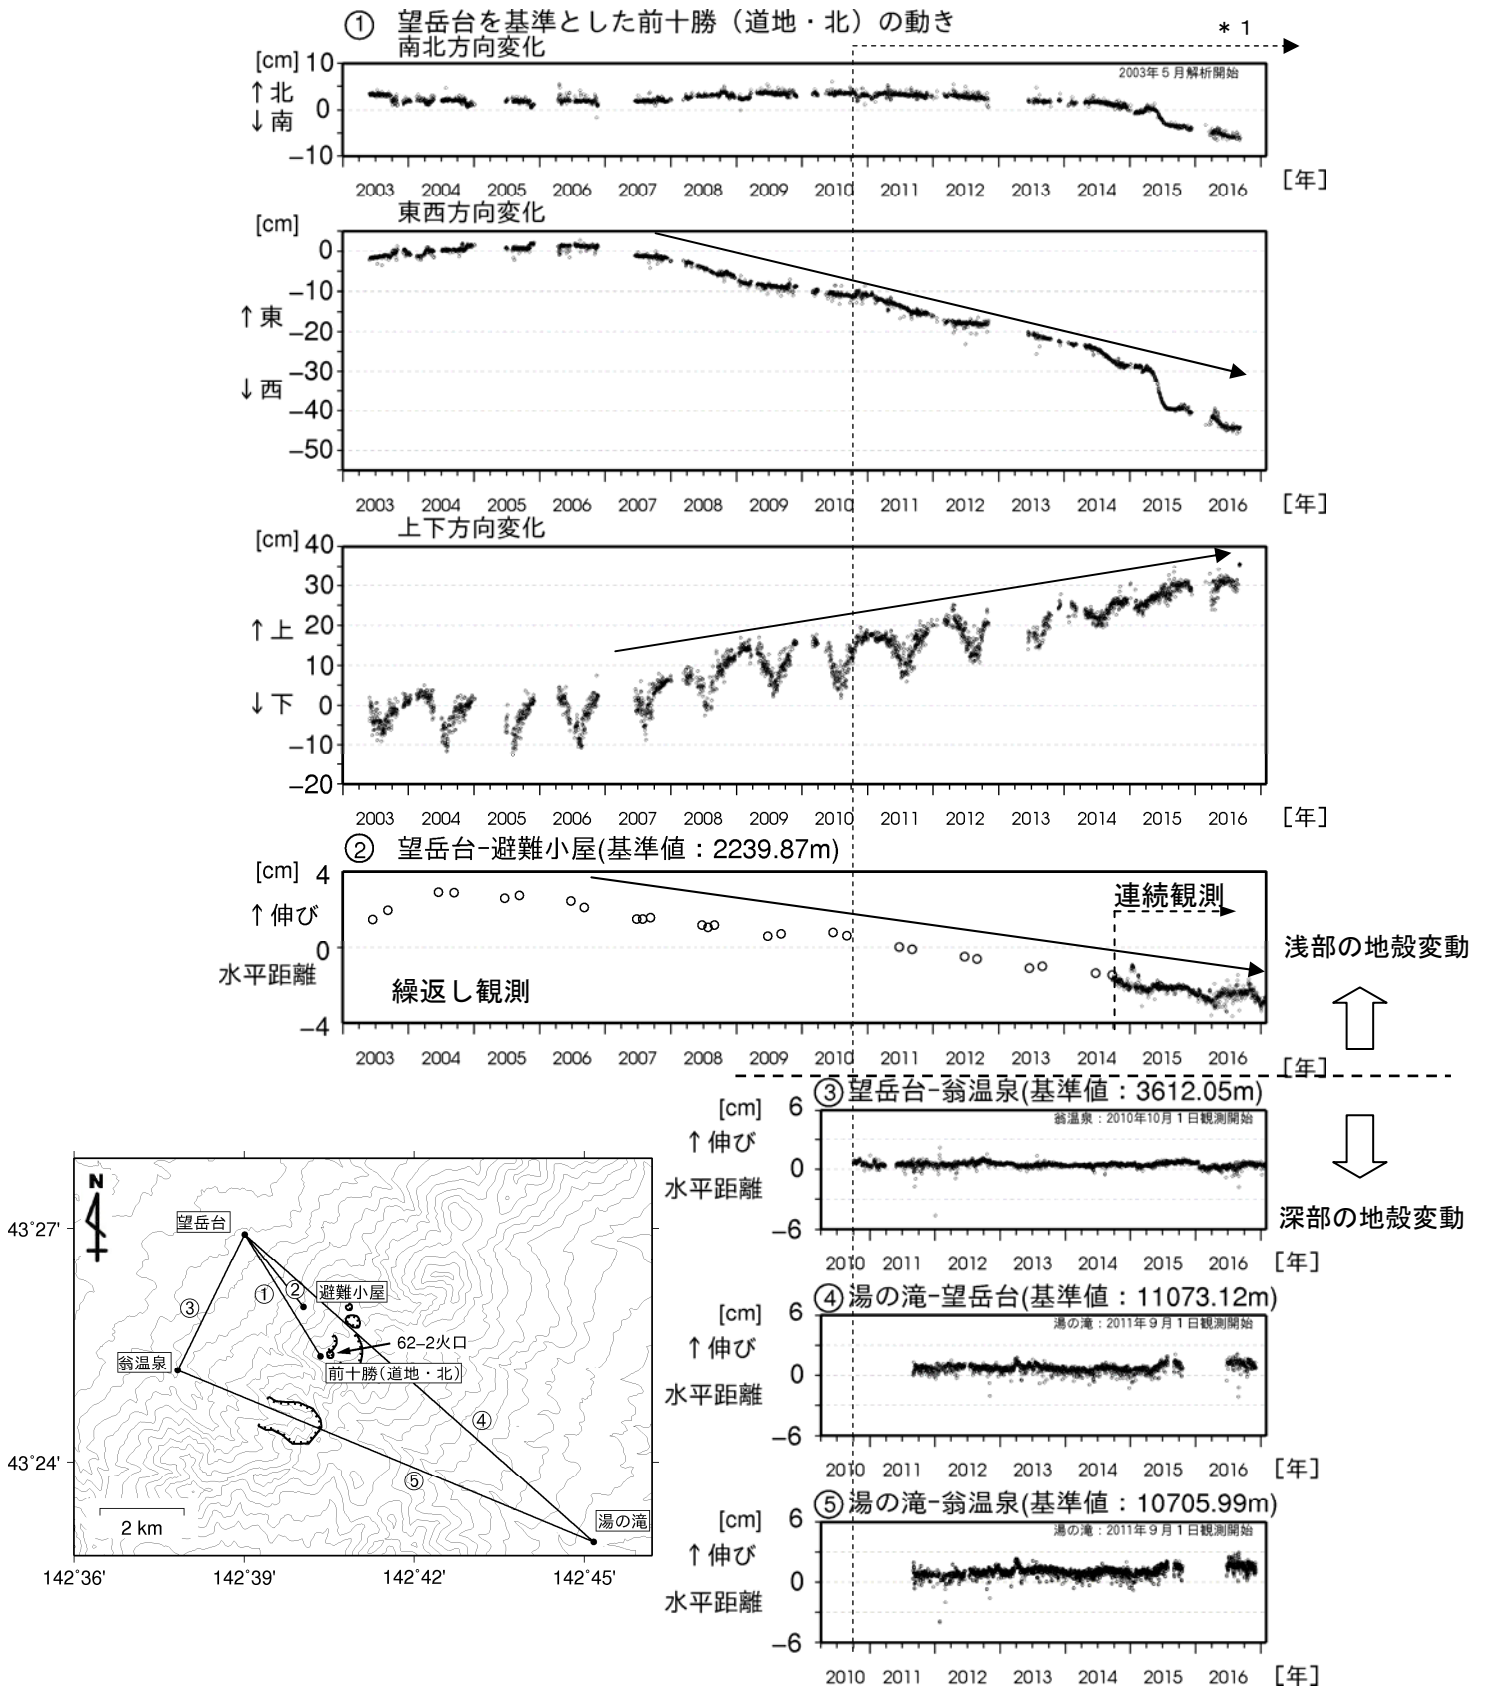 ① 望岳台を基準とした前十勝（道地・北）の動き
＊1
南北方向変化
[cm]
10
0
−10
↑北
↓南
2003年5月解析開始
2003 2004 2005 2006 2007 2008 2009 2010 2011 2012 2013 2014 2015 2016 [年]
東西方向変化
[cm]
0
−10
−20
−30
−40
−50
↑東
↓西
2003 2004 2005 2006 2007 2008 2009 2010 2011 2012 2013 2014 2015 2016 [年]
上下方向変化
[cm]
40
30
20
10
0
−10
−20
↑上
↓下
2003 2004 2005 2006 2007 2008 2009 2010 2011 2012 2013 2014 2015 2016 [年]
② 望岳台−避難小屋(基準値：2239.87m)
[cm]
4
0
−4
↑伸び
水平距離
繰返し観測
連続観測
2003 2004 2005 2006 2007 2008 2009 2010 2011 2012 2013 2014 2015 2016 [年]
浅部の地殻変動
深部の地殻変動
③望岳台−翁温泉(基準値：3612.05m)
[cm]
6
0
−6
↑伸び
水平距離
翁温泉：2010年10月1日観測開始
2010 2011 2012 2013 2014 2015 2016 [年]
④湯の滝−望岳台(基準値：11073.12m)
[cm]
6
0
−6
↑伸び
水平距離
湯の滝：2011年9月1日観測開始
2010 2011 2012 2013 2014 2015 2016 [年]
⑤湯の滝−翁温泉(基準値：10705.99m)
[cm]
6
0
−6
↑伸び
水平距離
湯の滝：2011年9月1日観測開始
2010 2011 2012 2013 2014 2015 2016 [年]
N
望岳台
① ② 避難小屋
③
62−2火口
翁温泉
前十勝(道地・北)
④
⑤
湯の滝
2 km
43˚27'
43˚24'
142˚36' 142˚39' 142˚42' 142˚45'